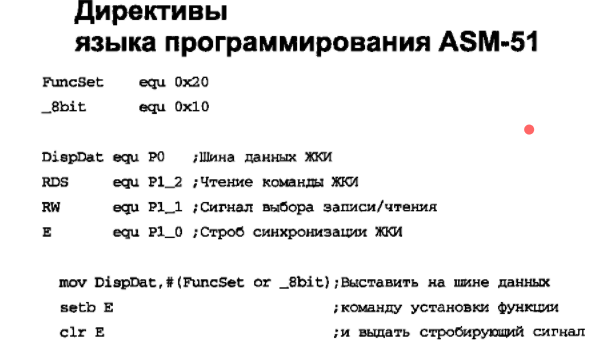 Директивы
языка программирования ASM-51
FuncSet equ 0x20
_8bit equ 0x10
DispDat equ P0 ;Шина данных ЖКИ
RDS equ P1_2 ;Чтение команды ЖКИ
RW equ P1_1 ;Сигнал выбора записи/чтения
E equ P1_0 ;Строб синхронизации ЖКИ
mov DispDat,#(FuncSet or _8bit);Выставить на шине данных
setb E ;команду установки функции
clr E ;и выдать стробирующий сигнал